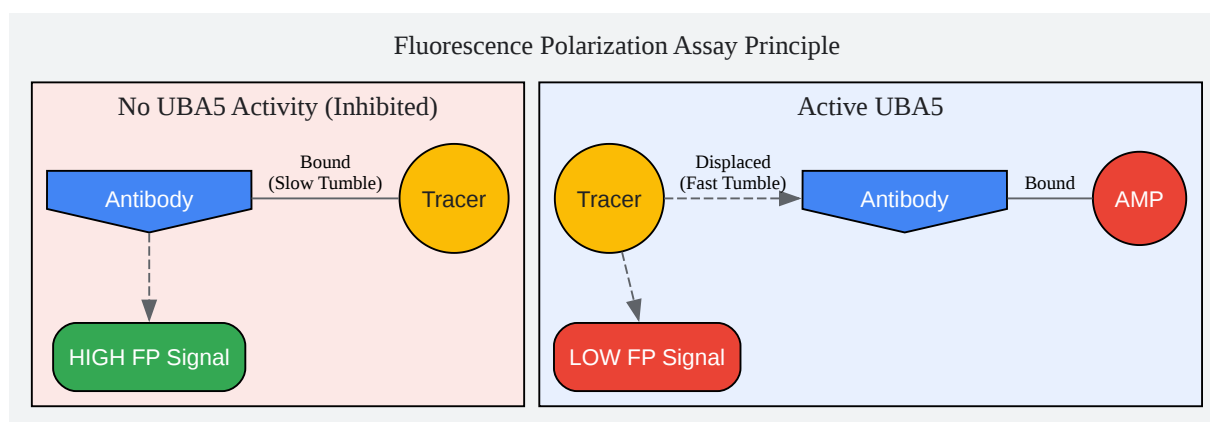 Fluorescence Polarization Assay Principle
No UBA5 Activity (Inhibited)
Antibody
Bound
(Slow Tumble)
Tracer
HIGH FP Signal
Active UBA5
Tracer
Displaced
(Fast Tumble)
Antibody
Bound
AMP
LOW FP Signal